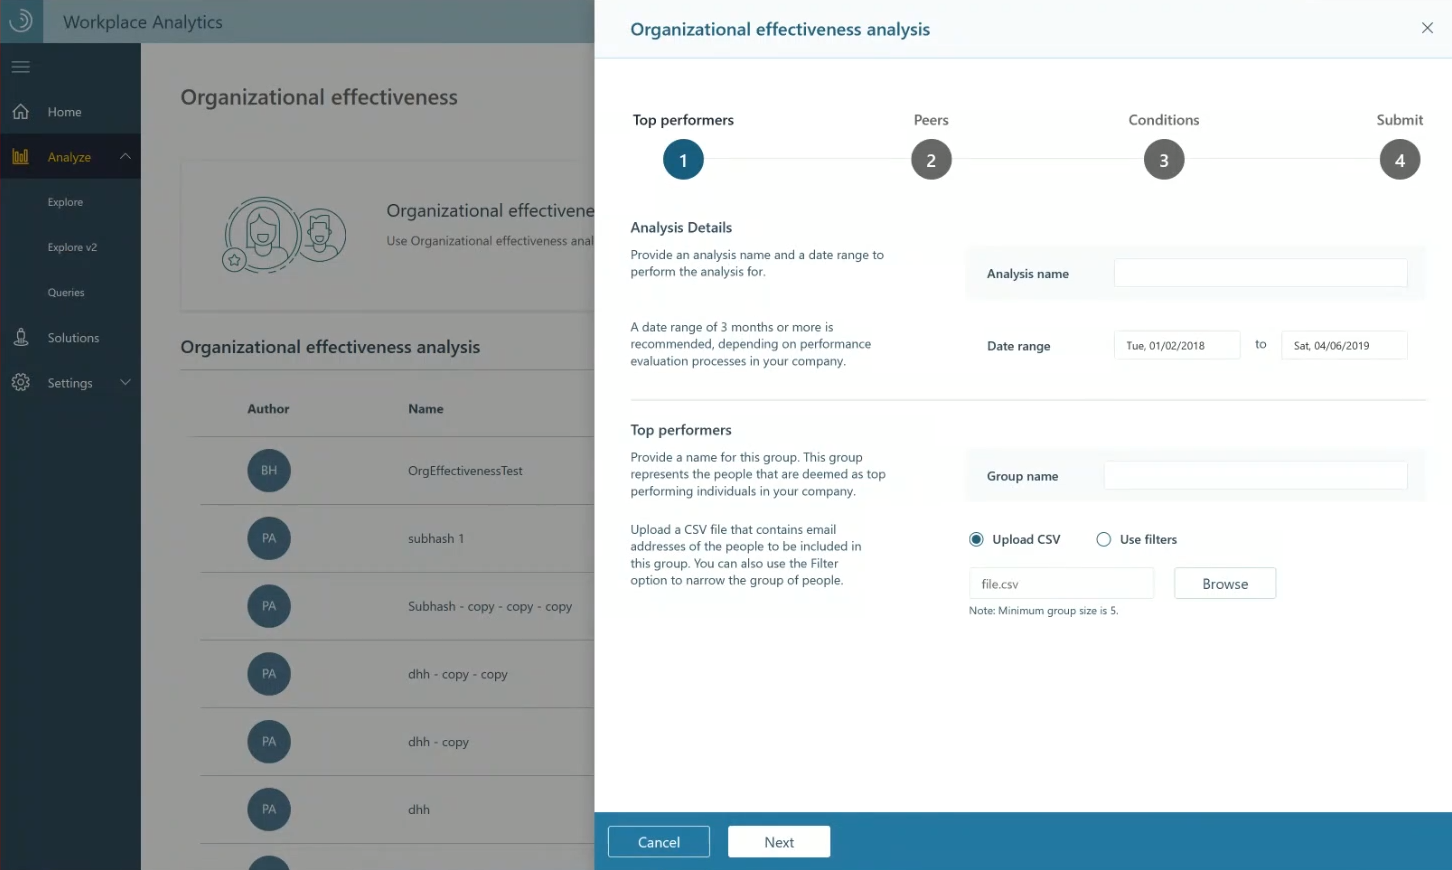 Workplace Analytics
Home
Analyze
Explore
Explore v2
Queries
Solutions
Settings
Organizational effectiveness
Organizational effectivene
Use Organizational effectiveness anal
Organizational effectiveness analysis
Author Name
BH OrgEffectivenessTest
PA subhash 1
PA Subhash - copy - copy - copy
PA dhh - copy - copy
PA dhh - copy
PA dhh
Organizational effectiveness analysis
Top performers Peers Conditions Submit
1 2 3 4
Analysis Details
Provide an analysis name and a date range to
perform the analysis for.
Analysis name
A date range of 3 months or more is
recommended, depending on performance
evaluation processes in your company.
Date range Tue, 01/02/2018 to Sat, 04/06/2019
Top performers
Provide a name for this group. This group
represents the people that are deemed as top
performing individuals in your company.
Group name
Upload a CSV file that contains email
addresses of the people to be included in
this group. You can also use the Filter
option to narrow the group of people.
Upload CSV Use filters
file.csv Browse
Note: Minimum group size is 5.
Cancel Next